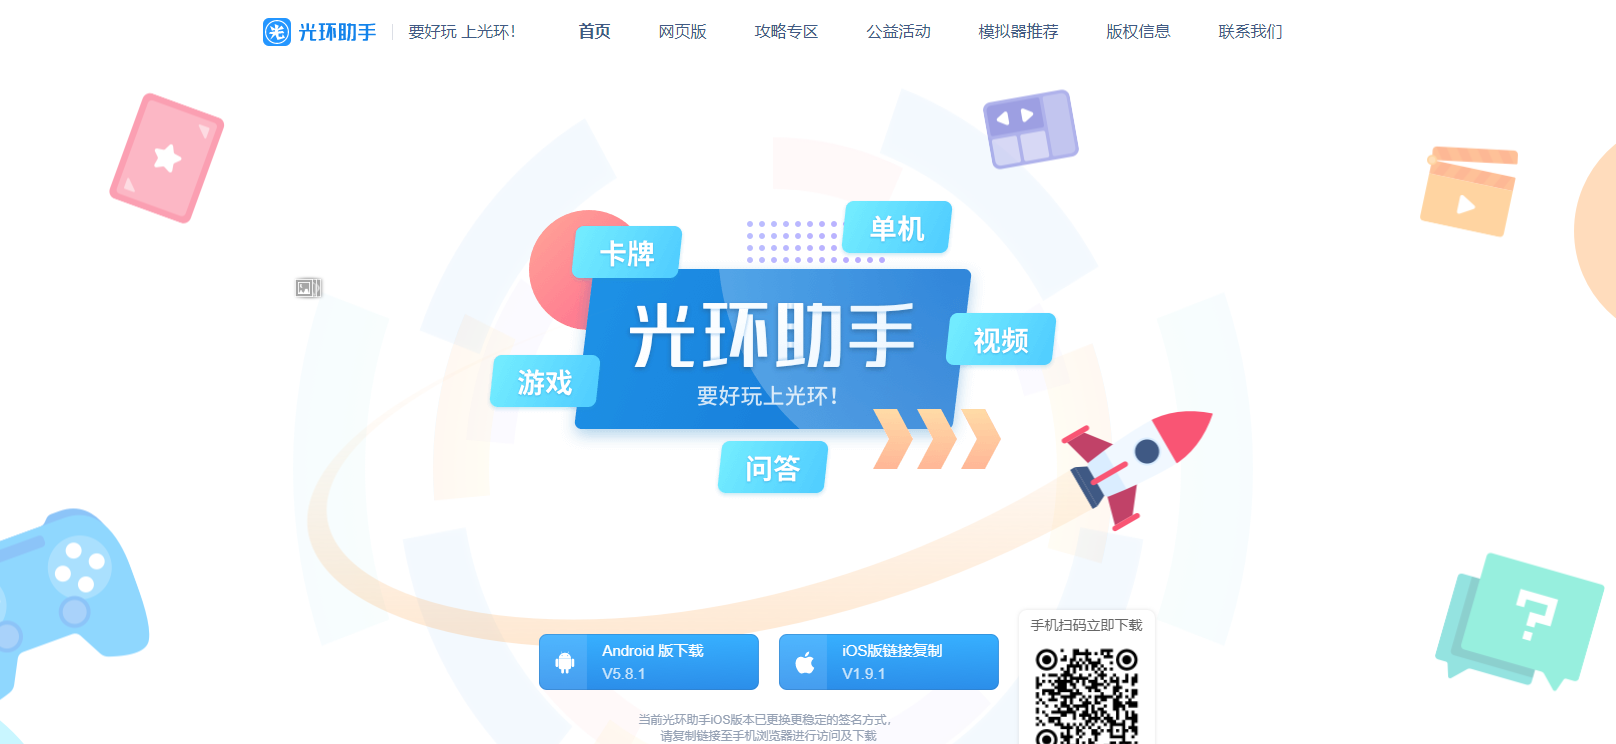 光环助手 要好玩 上光环! 首页 网页版 攻略专区 公益活动 模拟器推荐 版权信息 联系我们
单机
卡牌
光环助手
视频
游戏
要好玩上光环!
问答
手机扫码立即下载
Android 版下载
V5.8.1
iOS版链接复制
V1.9.1
当前光环助手iOS版本已更换更稳定的签名方式,
请复制链接至手机浏览器进行访问及下载